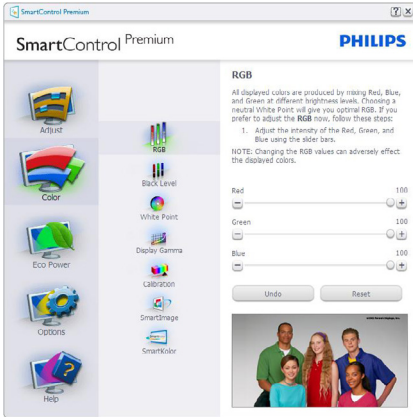 SmartControl Premium
SmartControl Premium
PHILIPS
Adjust
Color
Eco Power
Options
Help
RGB
Black Level
White Point
Display Gamma
Calibration
SmartImage
SmartKolor
RGB
All displayed colors are produced by mixing Red, Blue,
and Green at different brightness levels. Choosing a
neutral White Point will give you optimal RGB. If you
prefer to adjust the RGB now, follow these steps:
1. Adjust the intensity of the Red, Green, and
Blue using the slider bars.
NOTE: Changing the RGB values can adversely effect
the displayed colors.
Red 100
Green 100
Blue 100
Undo Reset